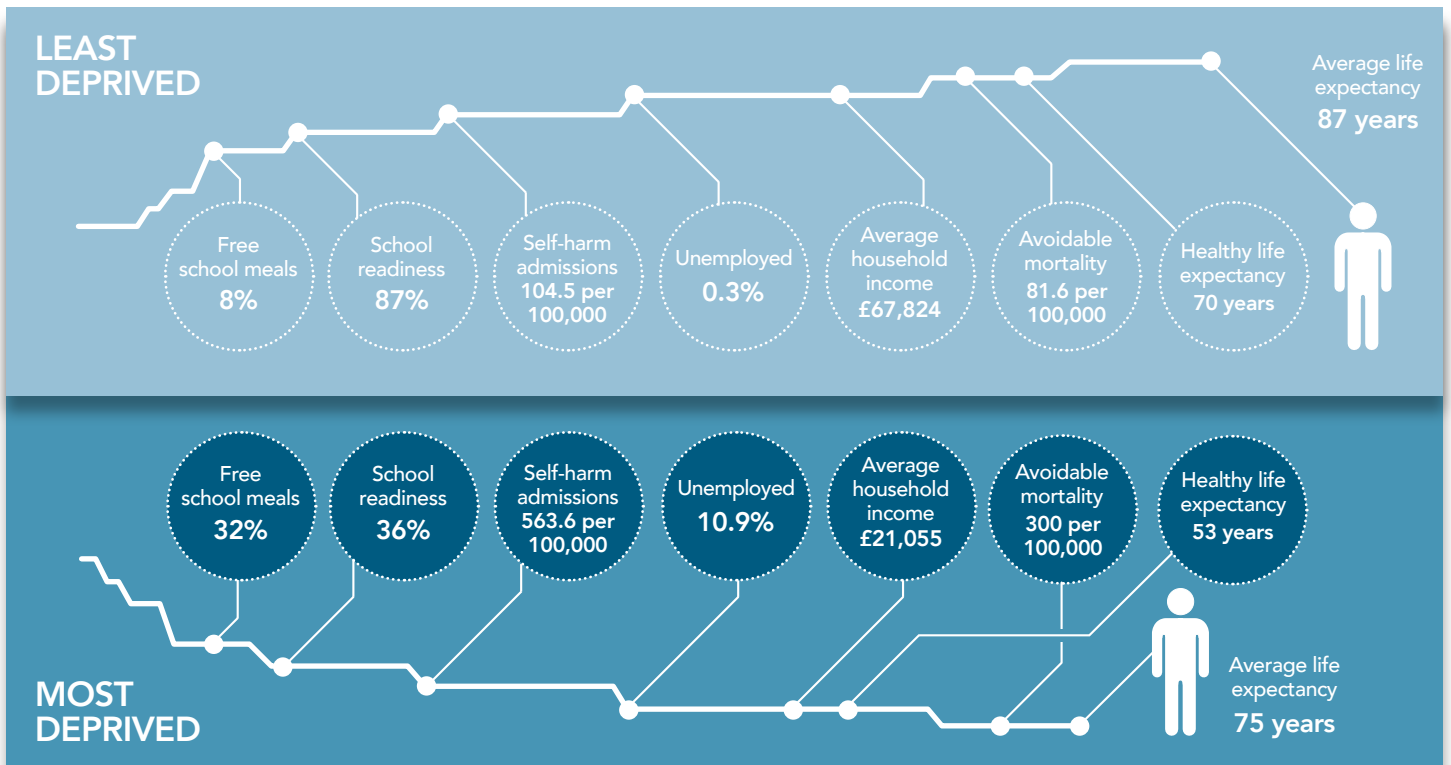 LEAST
DEPRIVED
Free
school meals
8%
School
readiness
87%
Self-harm
admissions
104.5 per
100,000
Unemployed
0.3%
Average
household
income
£67,824
Avoidable
mortality
81.6 per
100,000
Healthy life
expectancy
70 years
Average life
expectancy
87 years
Free
school meals
32%
School
readiness
36%
Self-harm
admissions
563.6 per
100,000
Unemployed
10.9%
Average
household
income
£21,055
Avoidable
mortality
300 per
100,000
Healthy life
expectancy
53 years
MOST
DEPRIVED
Average life
expectancy
75 years